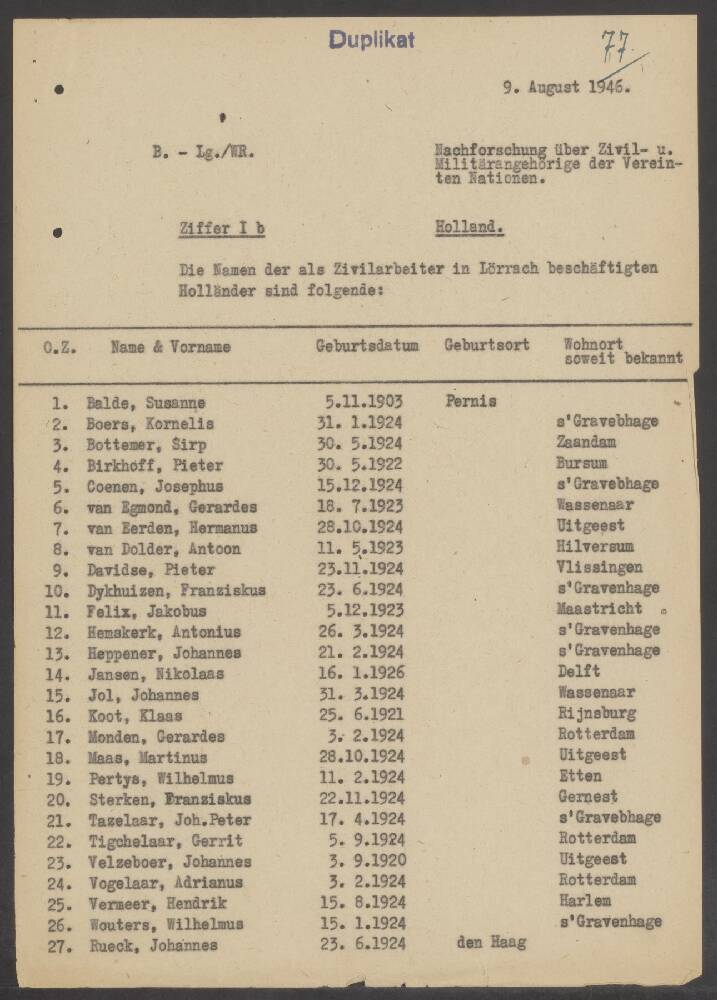 Duplikat
77.
9. August 1946.
B. - Lg./WR.
Nachforschung über Zivil- u.
Militärangehörige der Verein-
ten Nationen.
Ziffer I b
Holland.
Die Namen der als Zivilarbeiter in Lörrach beschäftigten
Holländer sind folgende:
O.Z. Name & Vorname Geburtsdatum Geburtsort Wohnort
soweit bekannt
1. Balde, Susanne 5.11.1903 Pernis
2. Boers, Kornelis 31. 1.1924 s'Gravebhage
3. Bottemer, Sirp 30. 5.1924 Zaandam
4. Birkhoff, Pieter 30. 5.1922 Bursum
5. Coenen, Josephus 15.12.1924 s'Gravebhage
6. van Egmond, Gerardes 18. 7.1923 Wassenaar
7. van Eerden, Hermanus 28.10.1924 Uitgeest
8. van Dolder, Antoon 11. 5.1923 Hilversum
9. Davidse, Pieter 23.11.1924 Vlissingen
10. Dykhuizen, Franziskus 23. 6.1924 s'Gravenhage
11. Felix, Jakobus 5.12.1923 Maastricht
12. Hemskerk, Antonius 26. 3.1924 s'Gravenhage
13. Heppener, Johannes 21. 2.1924 s'Gravenhage
14. Jansen, Nikolaas 16. 1.1926 Delft
15. Jol, Johannes 31. 3.1924 Wassenaar
16. Koot, Klaas 25. 6.1921 Rijnsburg
17. Monden, Gerardes 3. 2.1924 Rotterdam
18. Maas, Martinus 28.10.1924 Uitgeest
19. Pertys, Wilhelmus 11. 2.1924 Etten
20. Sterken, Franziskus 22.11.1924 Gernest
21. Tazelaar, Joh.Peter 17. 4.1924 s'Gravebhage
22. Tigchelaar, Gerrit 5. 9.1924 Rotterdam
23. Velzeboer, Johannes 3. 9.1920 Uitgeest
24. Vogelaar, Adrianus 3. 2.1924 Rotterdam
25. Vermeer, Hendrik 15. 8.1924 Harlem
26. Wouters, Wilhelmus 15. 1.1924 s'Gravenhage
27. Rueck, Johannes 23. 6.1924 den Haag